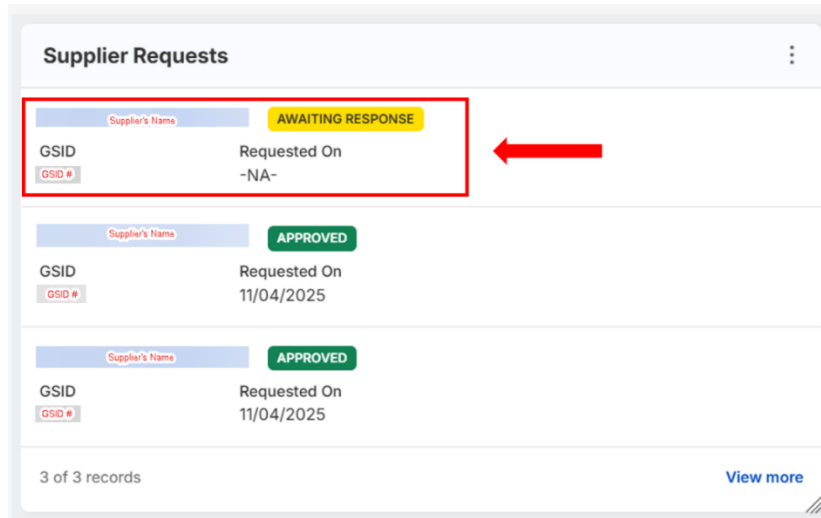 Supplier Requests
Supplier's Name AWAITING RESPONSE
GSID Requested On
GSID # -NA-
Supplier's Name APPROVED
GSID Requested On
GSID # 11/04/2025
Supplier's Name APPROVED
GSID Requested On
GSID # 11/04/2025
3 of 3 records View more